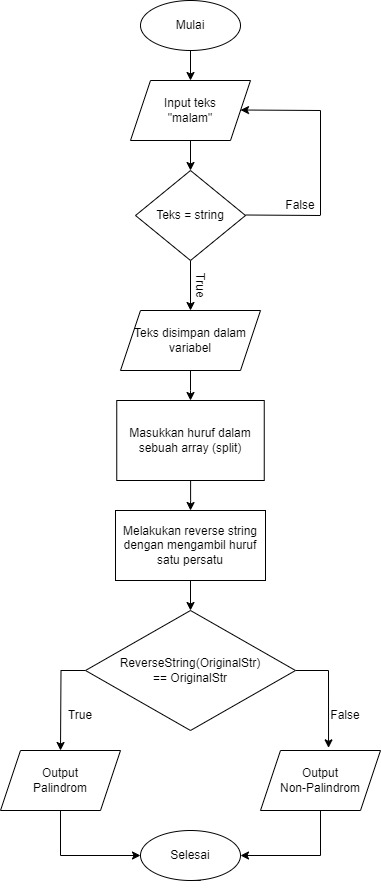 Mulai
Input teks
"malam"
Teks = string
False
True
Teks disimpan dalam
variabel
Masukkan huruf dalam
sebuah array (split)
Melakukan reverse string
dengan mengambil huruf
satu persatu
ReverseString(OriginalStr)
== OriginalStr
True
False
Output
Palindrom
Output
Non-Palindrom
Selesai